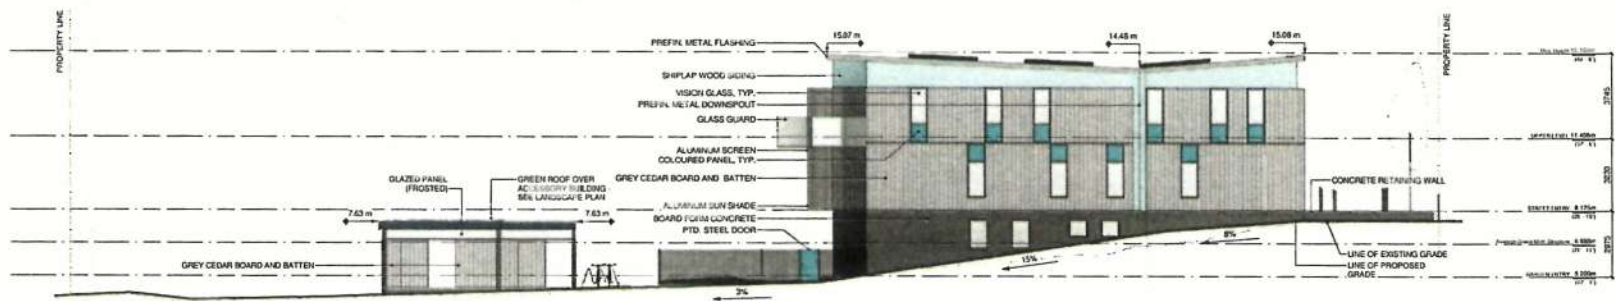 PROPERTY LINE
15.07 m
14.48 m
15.08 m
PROPERTY LINE
PREFIN. METAL FLASHING
SHIPLAP WOOD SIDING
VISION GLASS, TYP.
PREFIN. METAL DOWNSPOUT
GLASS GUARD
ALUMINUM SCREEN
COLOURED PANEL, TYP.
GREY CEDAR BOARD AND BATTEN
ALUMINUM SUN SHADE
BOARD FORM CONCRETE
PTD. STEEL DOOR
GLAZED PANEL
(FROSTED)
GREEN ROOF OVER
ACCESSORY BUILDING
SEE LANDSCAPE PLAN
7.63 m
7.63 m
GREY CEDAR BOARD AND BATTEN
3%
15%
8%
CONCRETE RETAINING WALL
LINE OF EXISTING GRADE
LINE OF PROPOSED
GRADE
3745